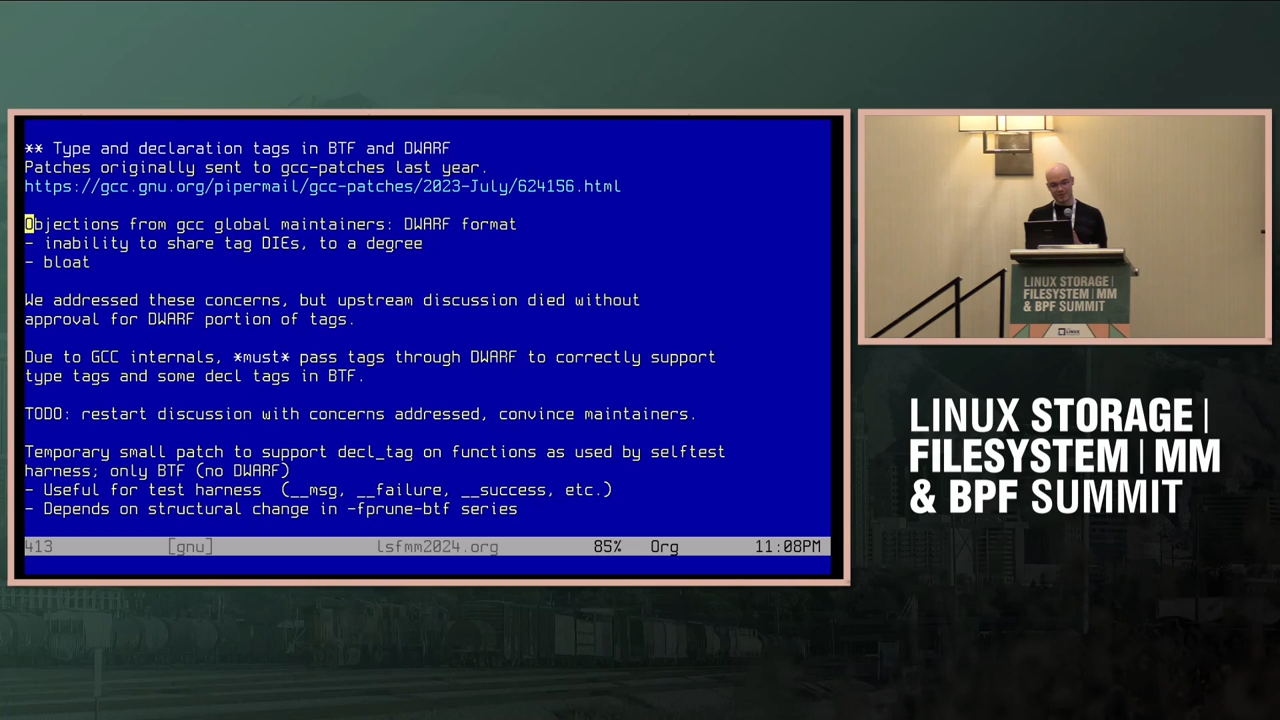 ** Type and declaration tags in BTF and DWARF
Patches originally sent to gcc-patches last year.
https://gcc.gnu.org/pipermail/gcc-patches/2023-July/624156.html
Objections from gcc global maintainers: DWARF format
- inability to share tag DIEs, to a degree
- bloat
We addressed these concerns, but upstream discussion died without
approval for DWARF portion of tags.
Due to GCC internals, *must* pass tags through DWARF to correctly support
type tags and some decl tags in BTF.
TODO: restart discussion with concerns addressed, convince maintainers.
Temporary small patch to support decl_tag on functions as used by selftest
harness; only BTF (no DWARF)
- Useful for test harness  (__msg, __failure, __success, etc.)
- Depends on structural change in -fprune-btf series
413 [gnu] lsfmm2024.org 85% Org 11:08PM
LINUX STORAGE |
FILESYSTEM | MM
& BPF SUMMIT
LINUX STORAGE |
FILESYSTEM | MM
& BPF SUMMIT